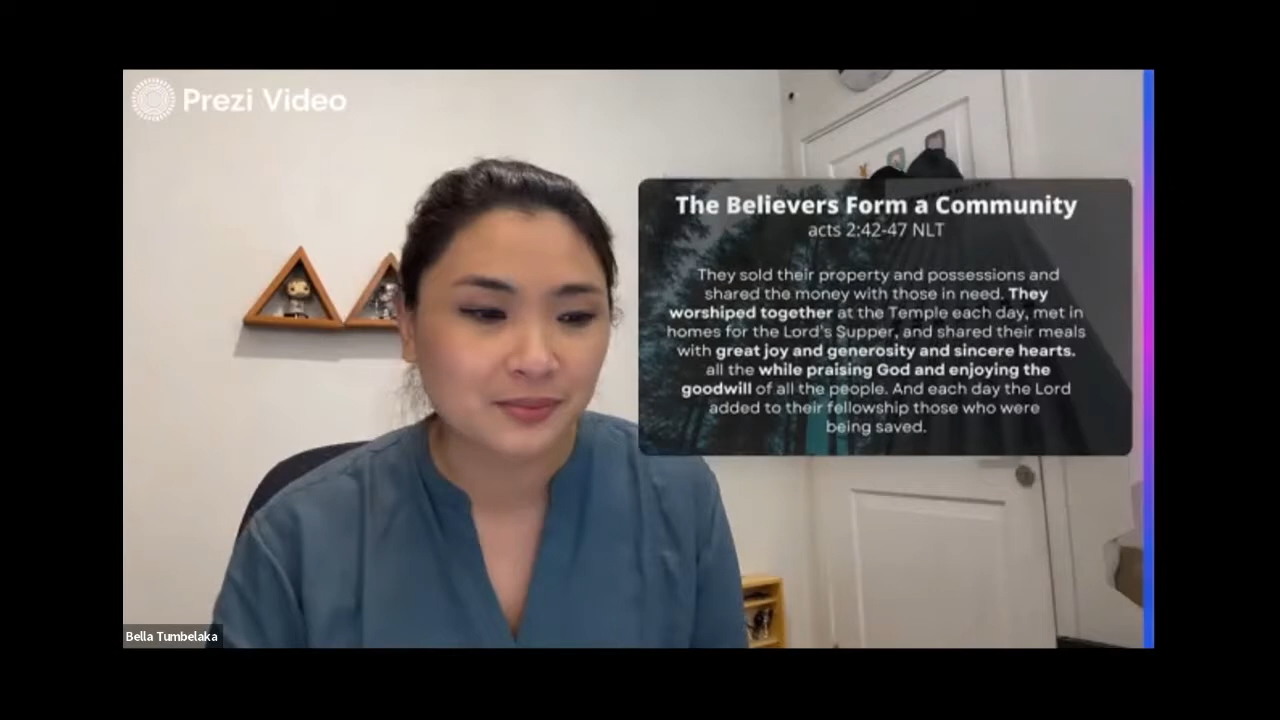 Prezi Video
The Believers Form a Community
acts 2:42-47 NLT
They sold their property and possessions and
shared the money with those in need. They
worshiped together at the Temple each day, met in
homes for the Lord's Supper, and shared their meals
with great joy and generosity and sincere hearts.
all the while praising God and enjoying the
goodwill of all the people. And each day the Lord
added to their fellowship those who were
being saved.
Bella Tumbelaka